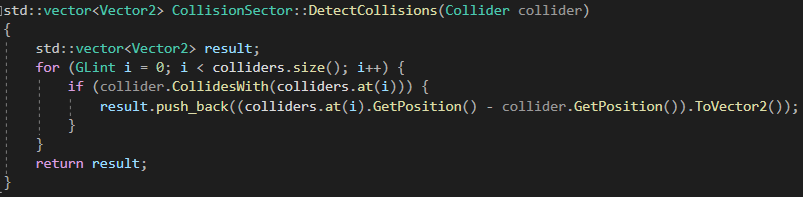 std::vector<Vector2> CollisionSector::DetectCollisions(Collider collider)
{
    std::vector<Vector2> result;
    for (GLint i = 0; i < colliders.size(); i++) {
        if (collider.CollidesWith(colliders.at(i))) {
            result.push_back((colliders.at(i).GetPosition() - collider.GetPosition()).ToVector2());
        }
    }
    return result;
}